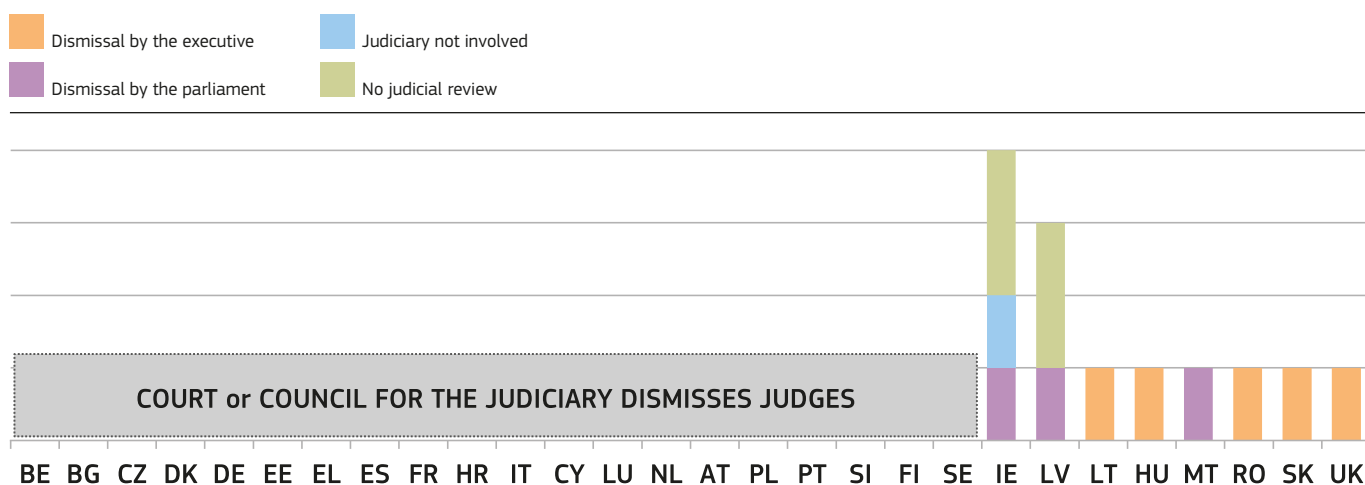 Dismissal by the executive
Judiciary not involved
Dismissal by the parliament
No judicial review
COURT or COUNCIL FOR THE JUDICIARY DISMISSES JUDGES
BE BG CZ DK DE EE EL ES FR HR IT CY LU NL AT PL PT SI FI SE IE LV LT HU MT RO SK UK